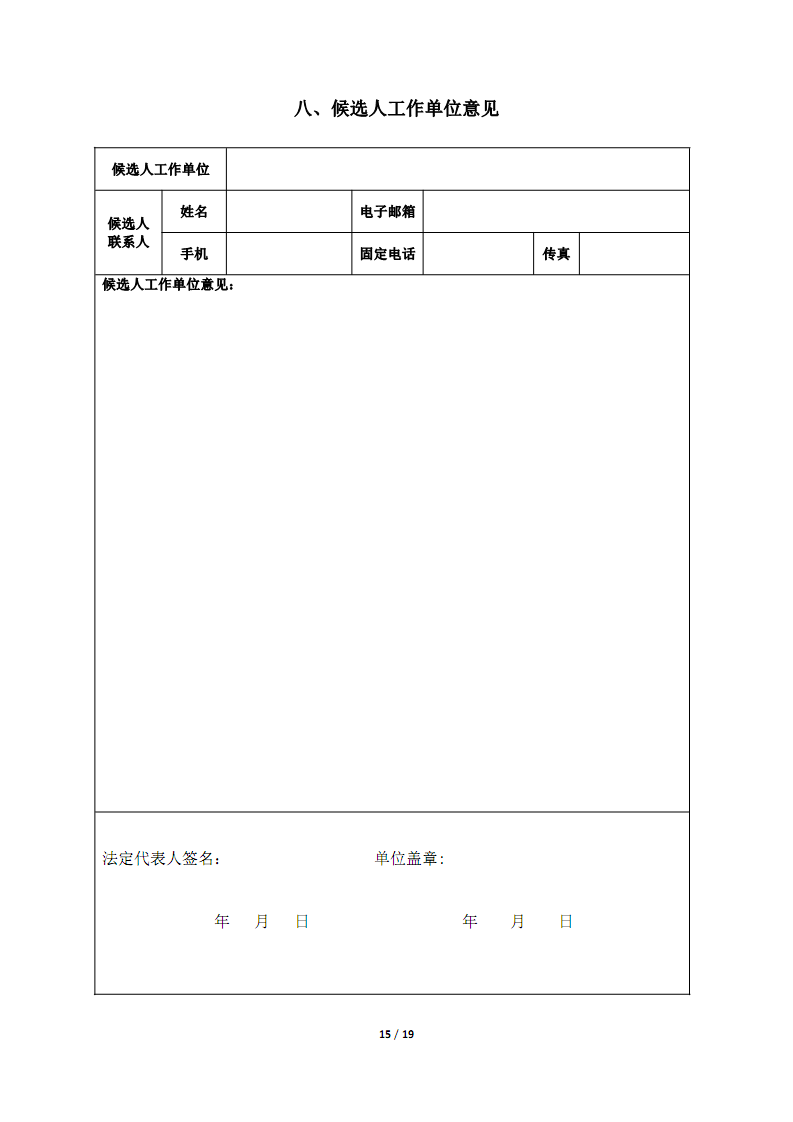 八、候选人工作单位意见
候选人工作单位
候选人
联系人
姓名
电子邮箱
手机
固定电话
传真
候选人工作单位意见：
法定代表人签名：
单位盖章:
年 月 日
年 月 日
15 / 19